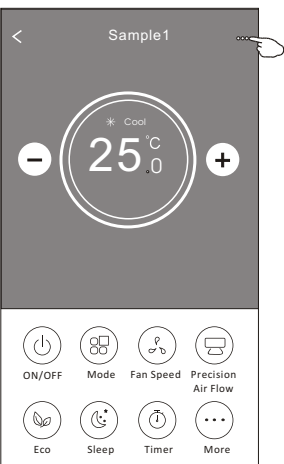 Sample1
Cool
25.0°C
ON/OFF
Mode
Fan Speed
Precision
Air Flow
Eco
Sleep
Timer
More